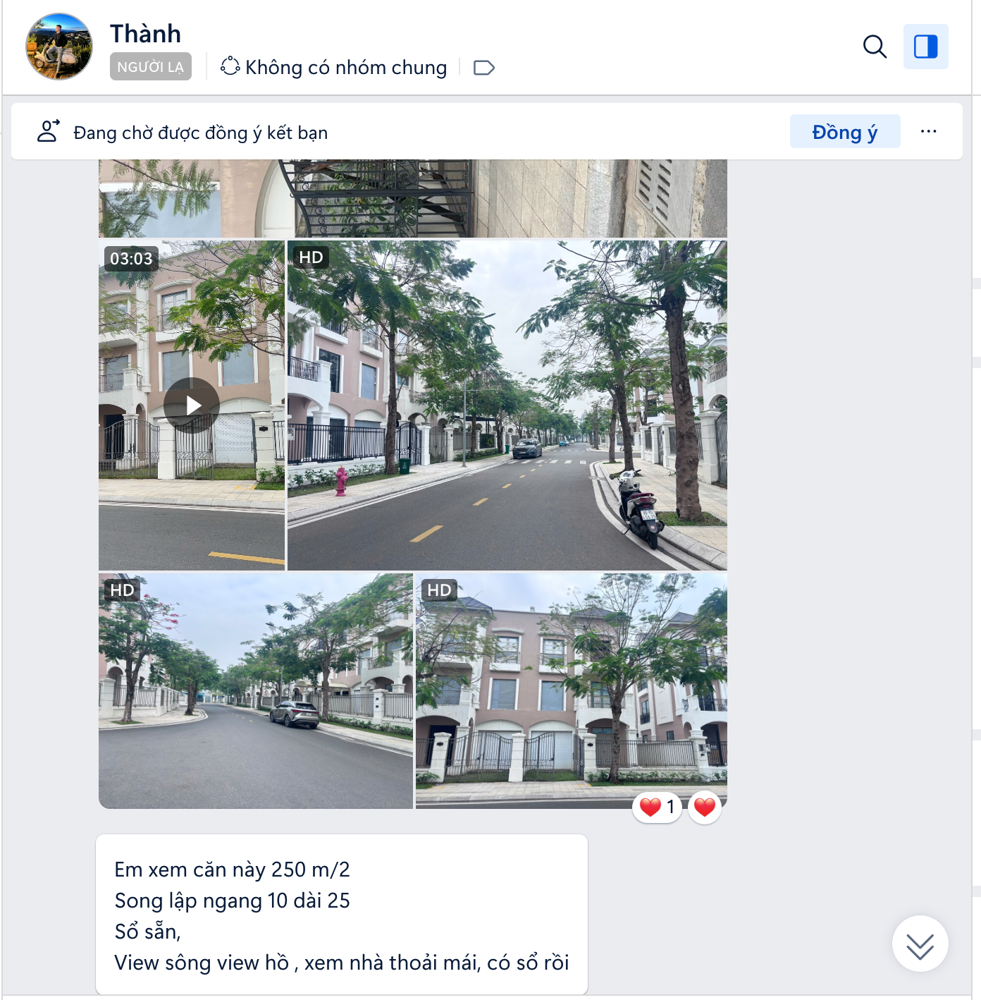 Thành
NGƯỜI LẠ
Không có nhóm chung
Đang chờ được đồng ý kết bạn
Đồng ý
03:03
HD
HD
HD
1
Em xem căn này 250 m/2
Song lập ngang 10 dài 25
Sổ sẵn,
View sông view hồ , xem nhà thoải mái, có sổ rồi